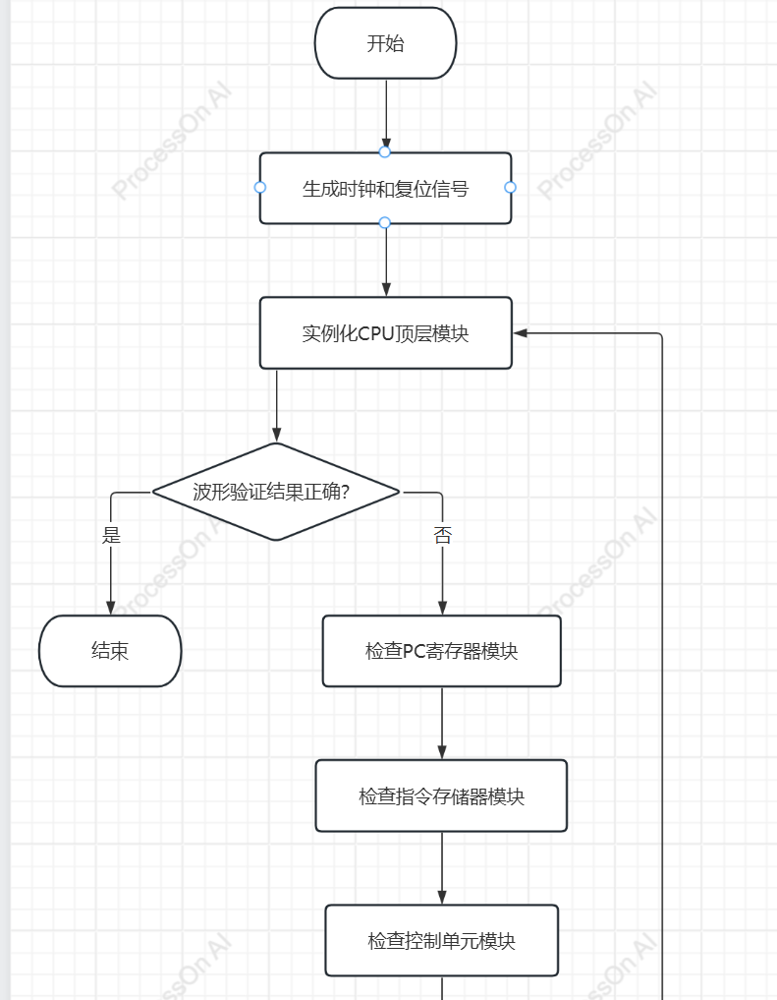 开始
ProcessOn AI
ProcessOn AI
生成时钟和复位信号
实例化CPU顶层模块
波形验证结果正确?
是
否
ProcessOn AI
ProcessOn AI
结束
检查PC寄存器模块
检查指令存储器模块
检查控制单元模块
ssOn AI
ssOn AI